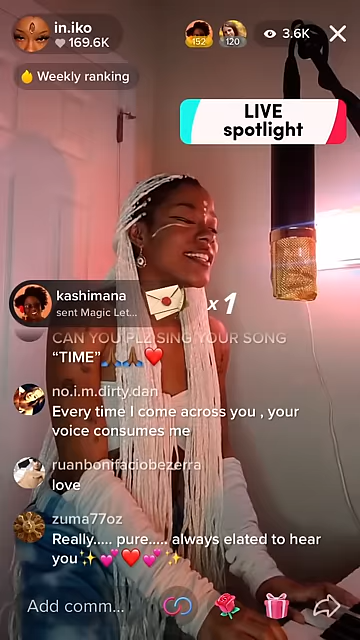 in.iko
169.6K
152
120
3.6K
Weekly ranking
LIVE
spotlight
kashimana
sent Magic Let...
x 1
CAN YOU PLZ SING YOUR SONG
“TIME”🙏🏾🙏🏾❤️
no.i.m.dirty.dan
Every time I come across you , your
voice consumes me
ruanbonifaciobezerra
love
zuma77oz
Really..... pure..... always elated to hear
you✨💕❤️💕✨
Add comm...